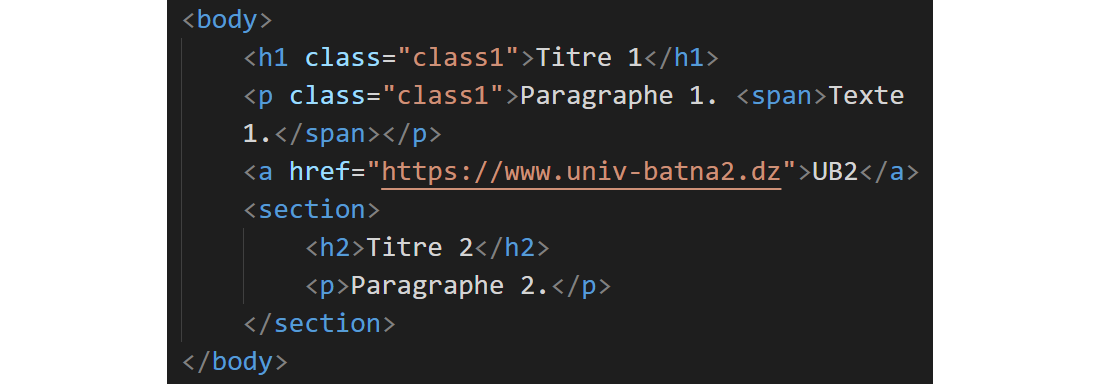 <body>
<h1 class="class1">Titre 1</h1>
<p class="class1">Paragraphe 1. <span>Texte
1.</span></p>
<a href="https://www.univ-batna2.dz">UB2</a>
<section>
<h2>Titre 2</h2>
<p>Paragraphe 2.</p>
</section>
</body>